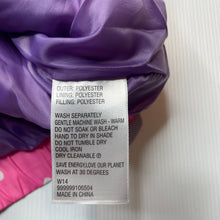 OUTER: POLYESTER
LINING: POLYESTER
FILLING: POLYESTER
WASH SEPARATELY
GENTLE MACHINE WASH - WARM
DO NOT SOAK OR BLEACH
HAND TO DRY IN SHADE
DO NOT TUMBLE DRY
COOL IRON
DRY CLEANABLE
SAVE ENERGY,LOVE OUR PLANET
WASH AT 30 DEGREES
W14
999999106504
MADE IN CHINA